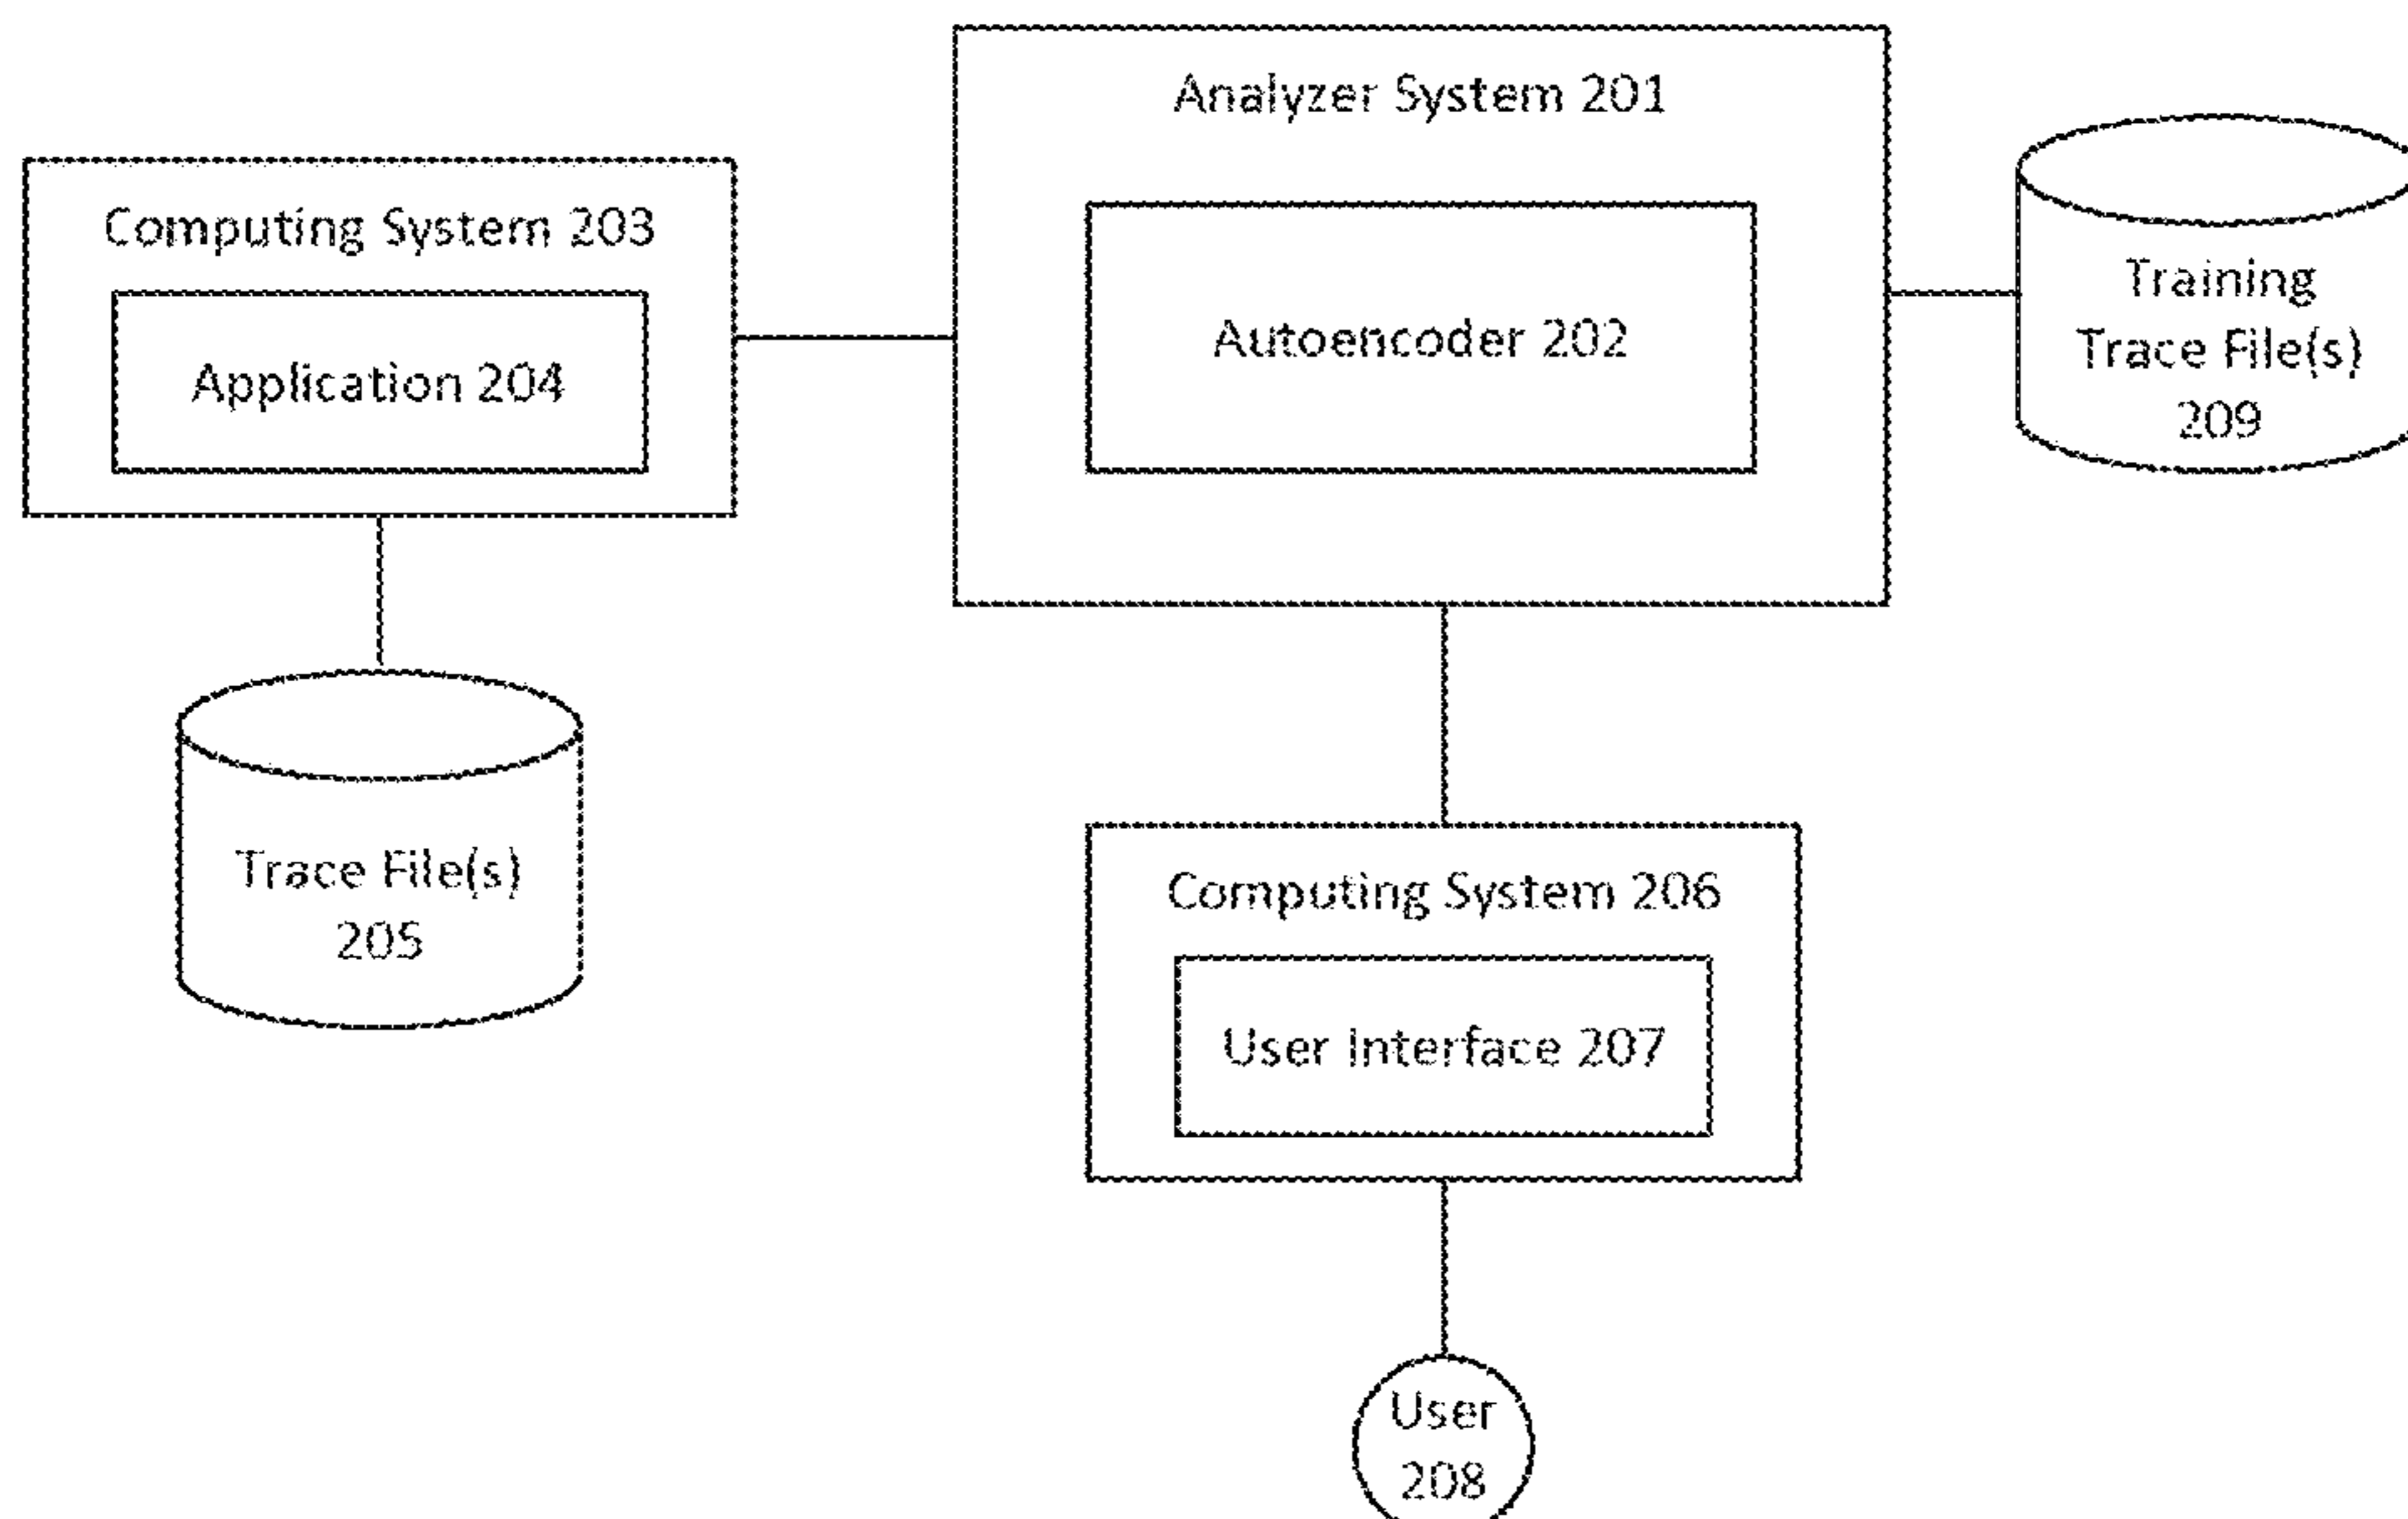 Analyzer System 201
Computing System 203
Autoencoder 202
Application 204
Training
Trace File(s)
209
Trace File(s)
205
Computing System 206
User Interface 207
User
208